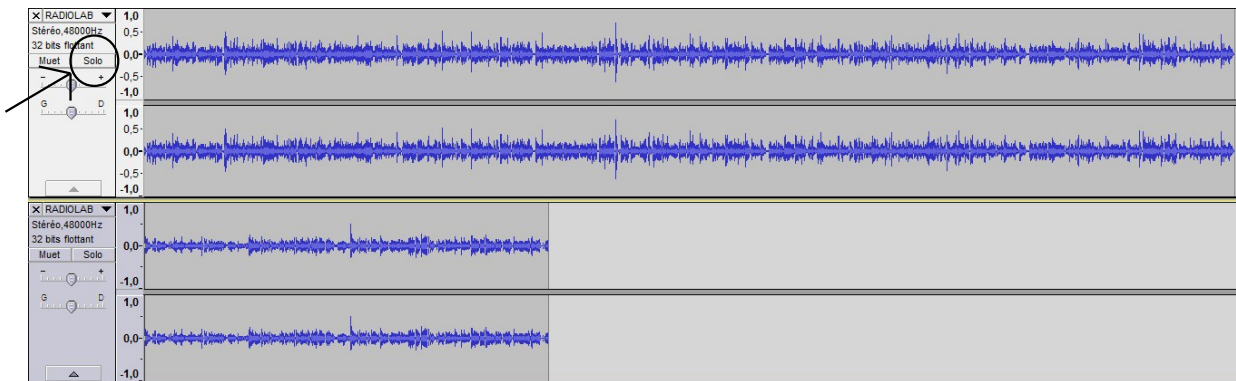 RADIOLAB
Stéréo,48000Hz
32 bits flottant
Muet Solo
- +
G D
1,0
0,5-
0,0-
-0,5-
-1,0
1,0
0,5-
0,0-
-0,5-
-1,0
RADIOLAB
Stéréo,48000Hz
32 bits flottant
Muet Solo
- +
G D
1,0
0,0-
-1,0
1,0
0,0-
-1,0